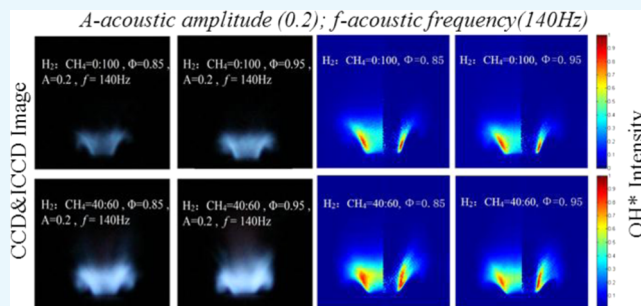 A-acoustic amplitude (0.2); f-acoustic frequency(140Hz)
CCD&ICCD Image
H₂: CH₄=0:100 , Φ=0.85 ,
A=0.2 , f = 140Hz
H₂: CH₄=0:100 , Φ=0.95 ,
A=0.2 , f = 140Hz
H₂: CH₄=0:100, Φ=0.85
H₂: CH₄=0:100, Φ=0.95
H₂: CH₄=40:60 , Φ=0.85 ,
A=0.2 , f = 140Hz
H₂: CH₄=40:60 , Φ=0.95 ,
A=0.2 , f = 140Hz
H₂: CH₄=40:60, Φ=0.85
H₂: CH₄=40:60, Φ=0.95
OH* Intensity